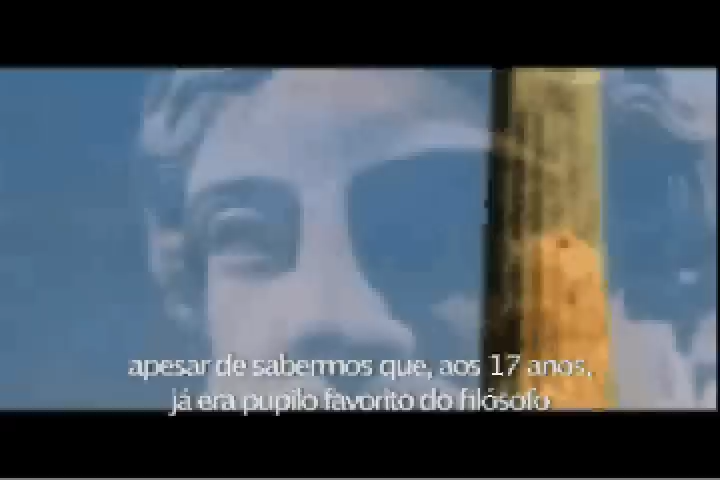 apesar de sabermos que, aos 17 anos,
já era pupilo favorito do filósofo